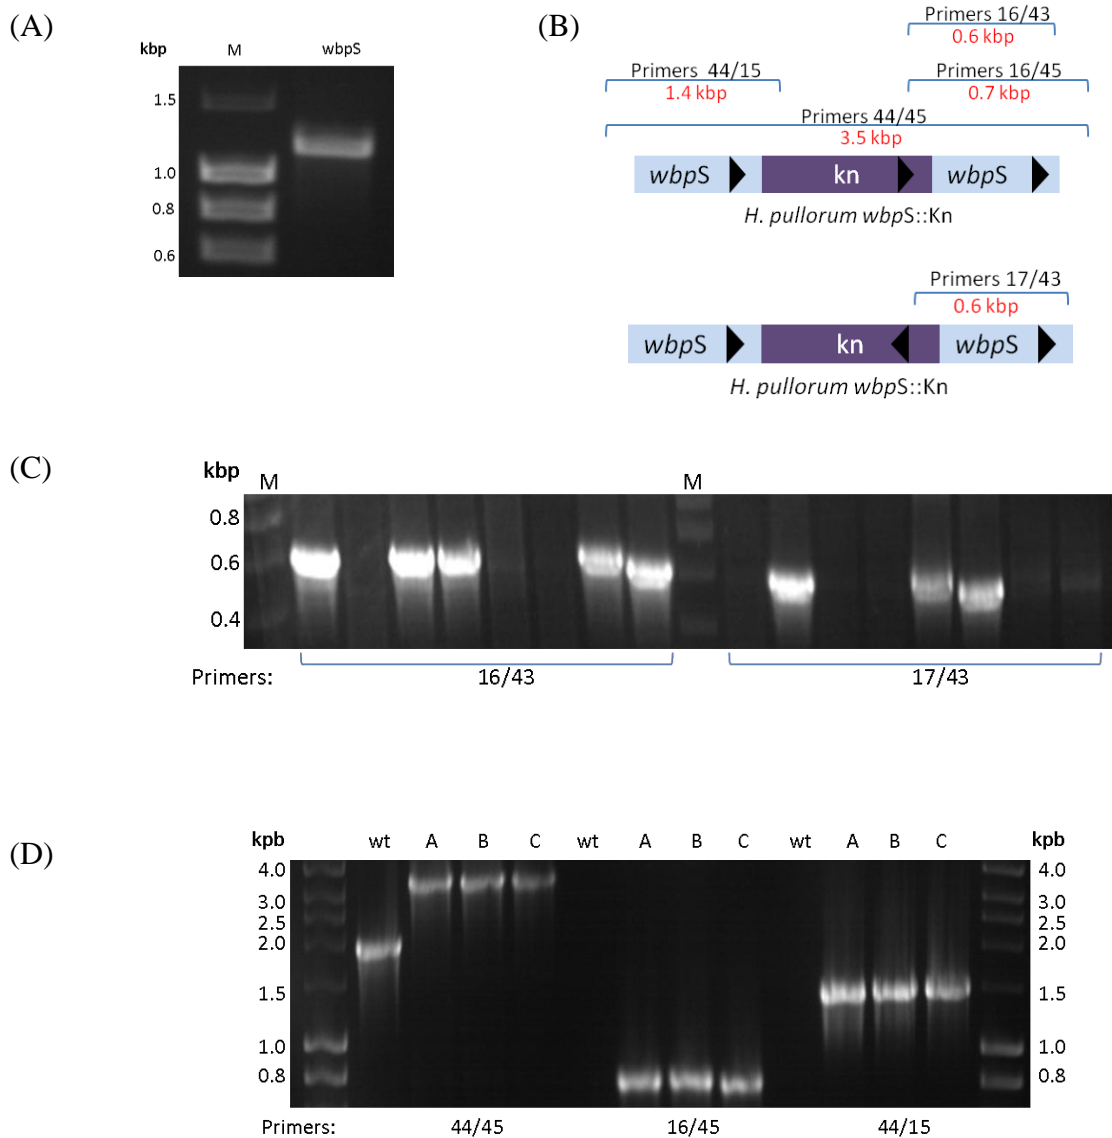 (A)
kbp M wbpS
1.5
1.0
0.8
0.6
(B)
Primers 16/43
0.6 kbp
Primers 44/15 Primers 16/45
1.4 kbp 0.7 kbp
Primers 44/45
3.5 kbp
wbpS kn wbpS
H. pullorum wbpS::Kn
Primers 17/43
0.6 kbp
wbpS kn wbpS
H. pullorum wbpS::Kn
(C)
kbp M M
0.8
0.6
0.4
Primers: 16/43 17/43
(D)
kpb wt A B C wt A B C wt A B C kpb
4.0 4.0
3.0 3.0
2.5 2.5
2.0 2.0
1.5 1.5
1.0 1.0
0.8 0.8
Primers: 44/45 16/45 44/15